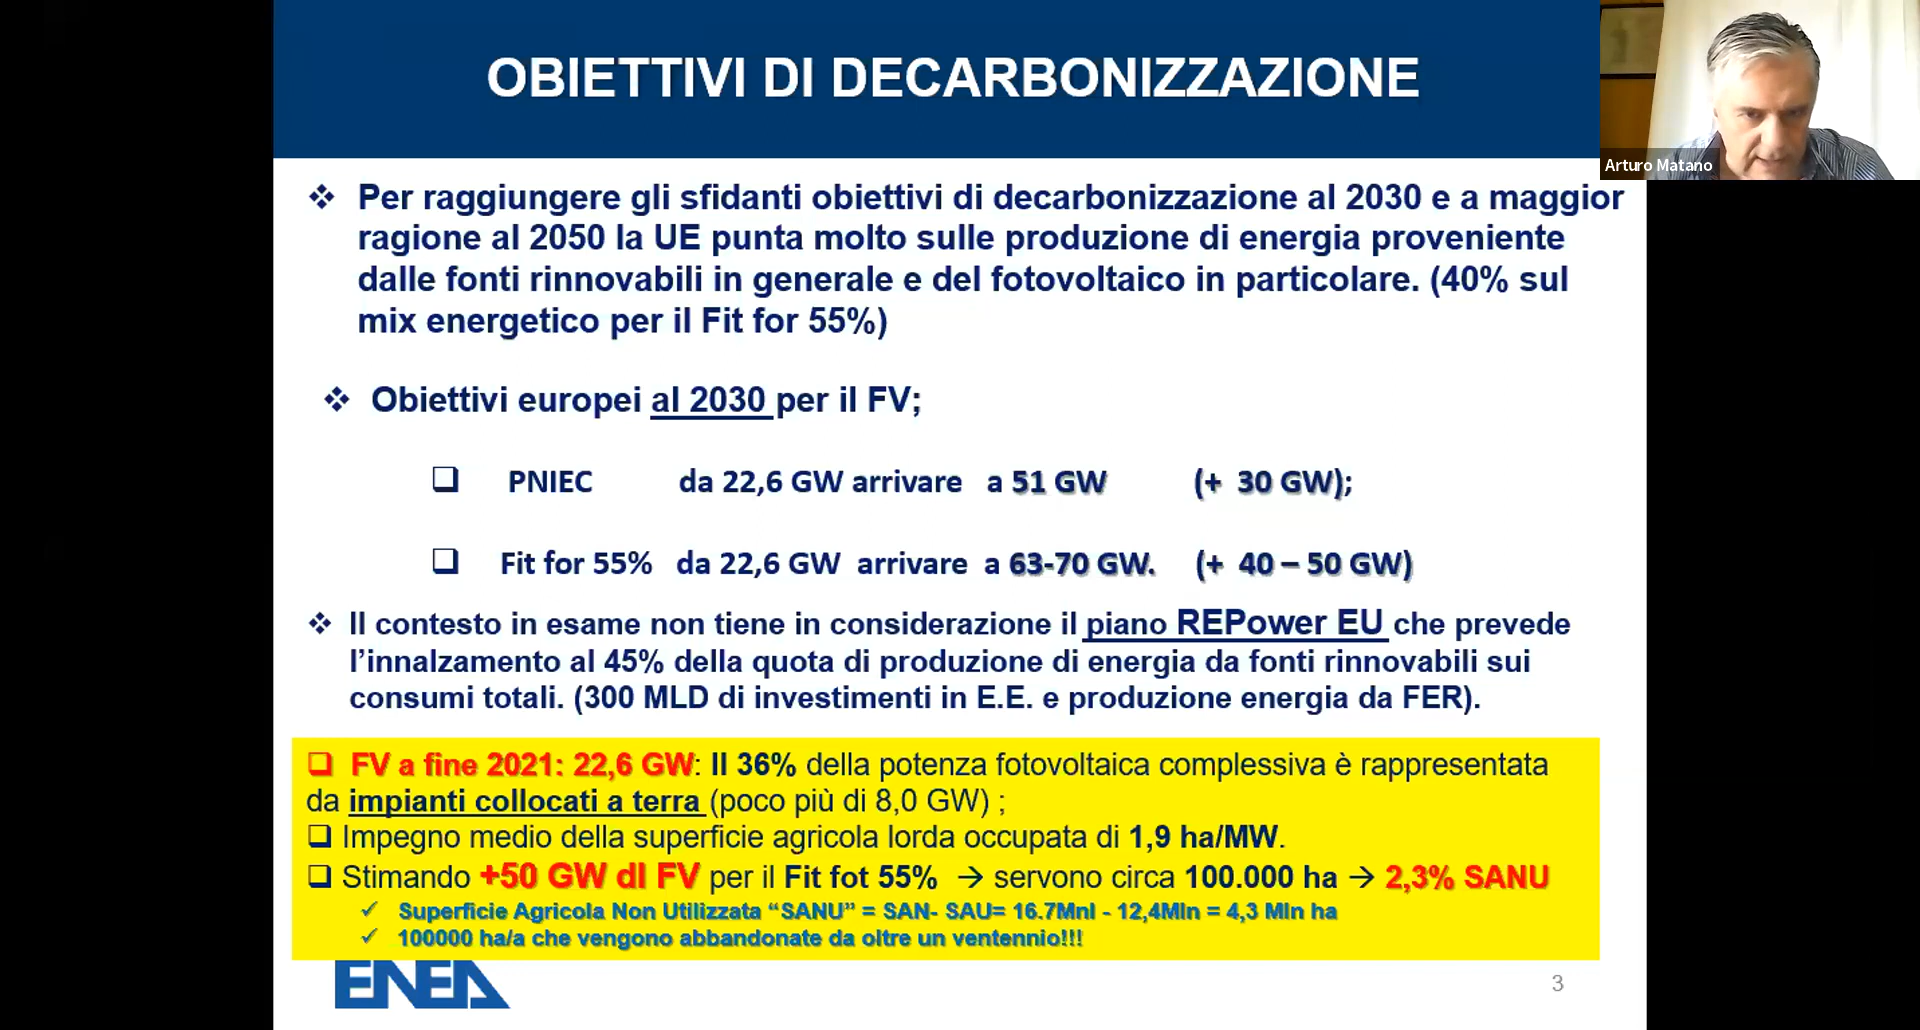 OBIETTIVI DI DECARBONIZZAZIONE
Arturo Matano
❖ Per raggiungere gli sfidanti obiettivi di decarbonizzazione al 2030 e a maggior
ragione al 2050 la UE punta molto sulle produzione di energia proveniente
dalle fonti rinnovabili in generale e del fotovoltaico in particolare. (40% sul
mix energetico per il Fit for 55%)
❖ Obiettivi europei al 2030 per il FV;
❑ PNIEC da 22,6 GW arrivare a 51 GW (+ 30 GW);
❑ Fit for 55% da 22,6 GW arrivare a 63-70 GW. (+ 40 – 50 GW)
❖ Il contesto in esame non tiene in considerazione il piano REPower EU che prevede
l’innalzamento al 45% della quota di produzione di energia da fonti rinnovabili sui
consumi totali. (300 MLD di investimenti in E.E. e produzione energia da FER).
❑ FV a fine 2021: 22,6 GW: Il 36% della potenza fotovoltaica complessiva è rappresentata
da impianti collocati a terra (poco più di 8,0 GW) ;
❑ Impegno medio della superficie agricola lorda occupata di 1,9 ha/MW.
❑ Stimando +50 GW dI FV per il Fit fot 55% → servono circa 100.000 ha → 2,3% SANU
✓ Superficie Agricola Non Utilizzata “SANU” = SAN- SAU= 16.7Mnl - 12,4Mln = 4,3 Mln ha
✓ 100000 ha/a che vengono abbandonate da oltre un ventennio!!!
ENEA
3